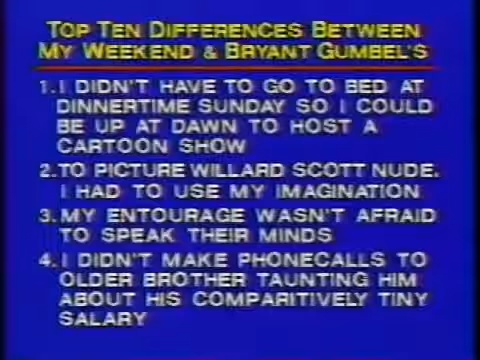 TOP TEN DIFFERENCES BETWEEN
MY WEEKEND & BRYANT GUMBEL'S
1. I DIDN'T HAVE TO GO TO BED AT
DINNERTIME SUNDAY SO I COULD
BE UP AT DAWN TO HOST A
CARTOON SHOW
2. TO PICTURE WILLARD SCOTT NUDE,
I HAD TO USE MY IMAGINATION
3. MY ENTOURAGE WASN'T AFRAID
TO SPEAK THEIR MINDS
4. I DIDN'T MAKE PHONECALLS TO
OLDER BROTHER TAUNTING HIM
ABOUT HIS COMPARITIVELY TINY
SALARY